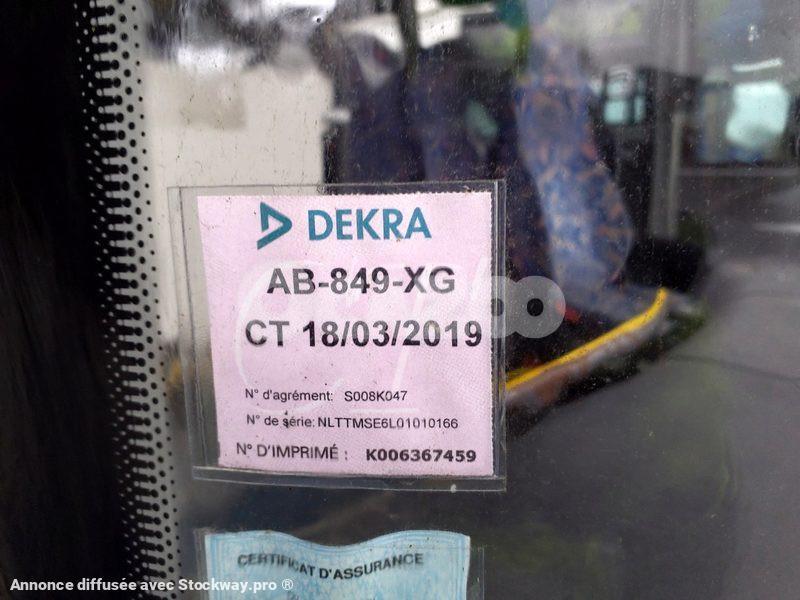 DEKRA
AB-849-XG
CT 18/03/2019
N° d'agrément: S008K047
N° de série: NLTTMSE6L01010166
N° D'IMPRIMÉ : K006367459
CERTIFICAT D'ASSURANCE
Annonce diffusée avec Stockway.pro ®